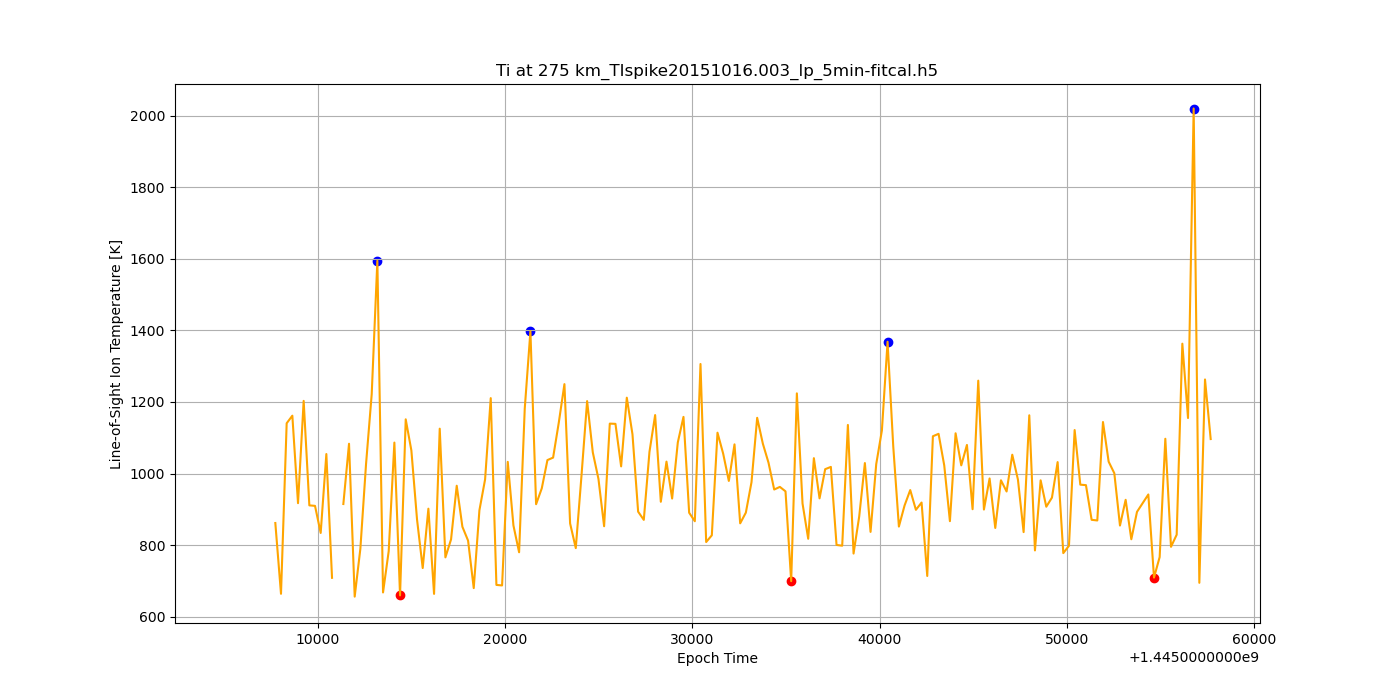 Ti at 275 km_TIspike20151016.003_lp_5min-fitcal.h5
Line-of-Sight Ion Temperature [K]
2000
1800
1600
1400
1200
1000
800
600
10000 20000 30000 40000 50000 60000
Epoch Time
+1.4450000000e9